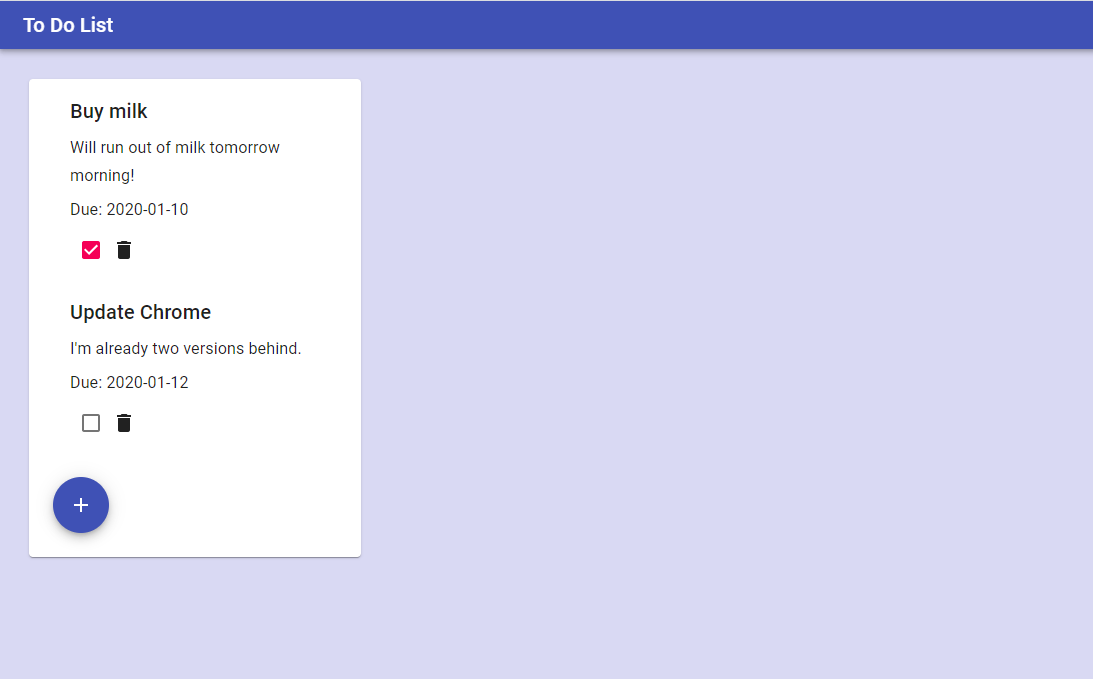 To Do List
Buy milk
Will run out of milk tomorrow
morning!
Due: 2020-01-10
Update Chrome
I'm already two versions behind.
Due: 2020-01-12